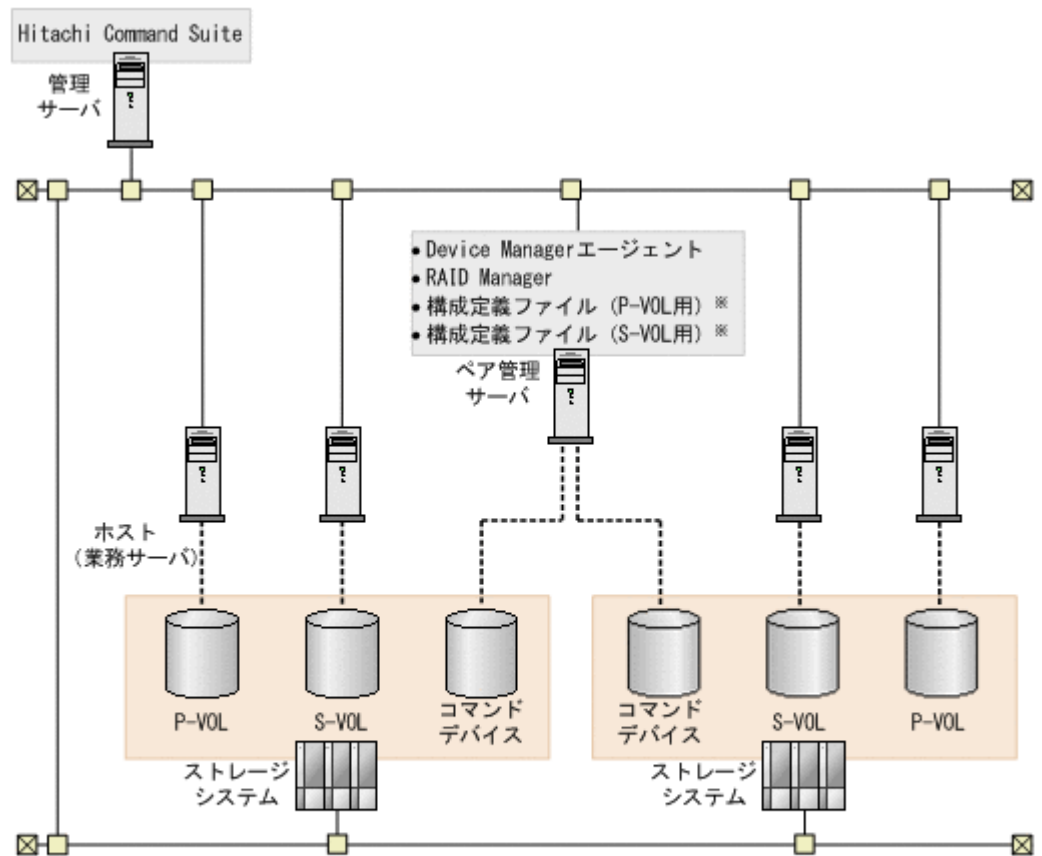 Hitachi Command Suite
管理
サーバ
• Device Managerエージェント
• RAID Manager
• 構成定義ファイル（P-VOL用）※
• 構成定義ファイル（S-VOL用）※
ペア管理
サーバ
ホスト
（業務サーバ）
P-VOL
S-VOL
コマンド
デバイス
コマンド
デバイス
S-VOL
P-VOL
ストレージ
システム
ストレージ
システム